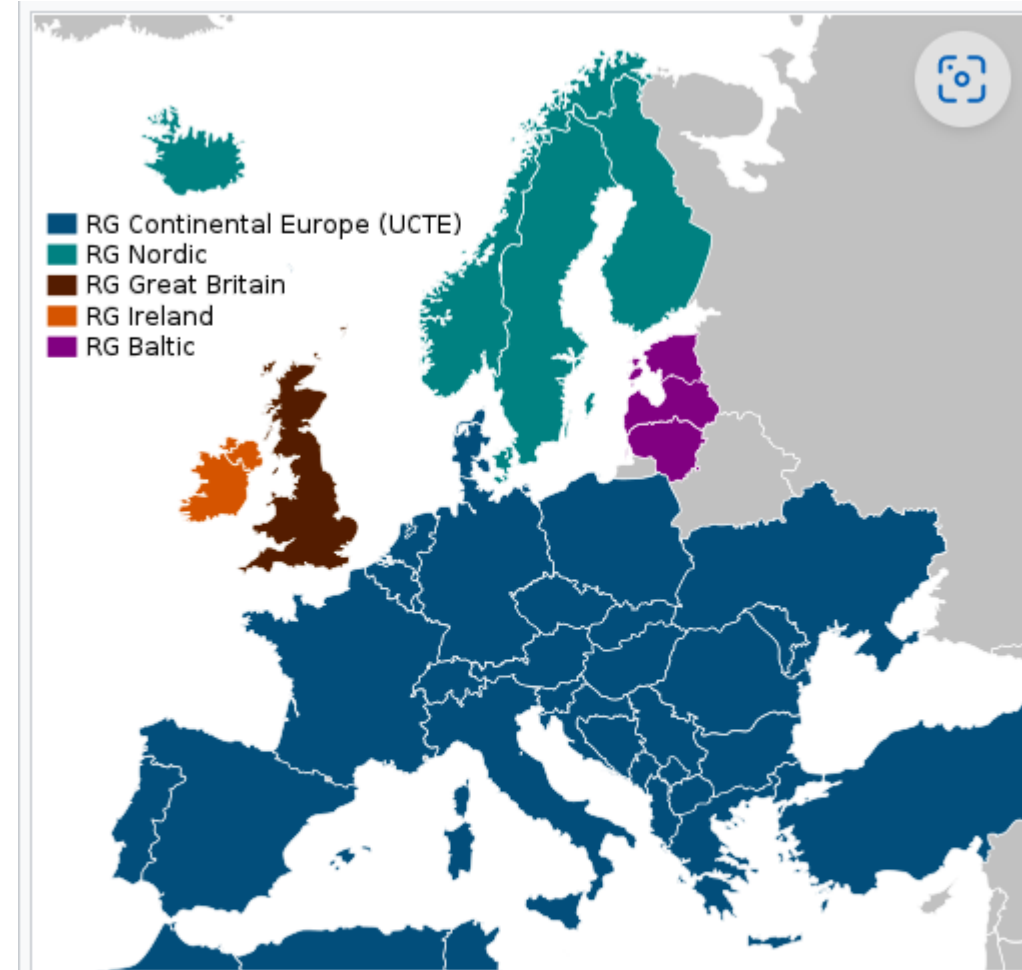 RG Continental Europe (UCTE)
RG Nordic
RG Great Britain
RG Ireland
RG Baltic